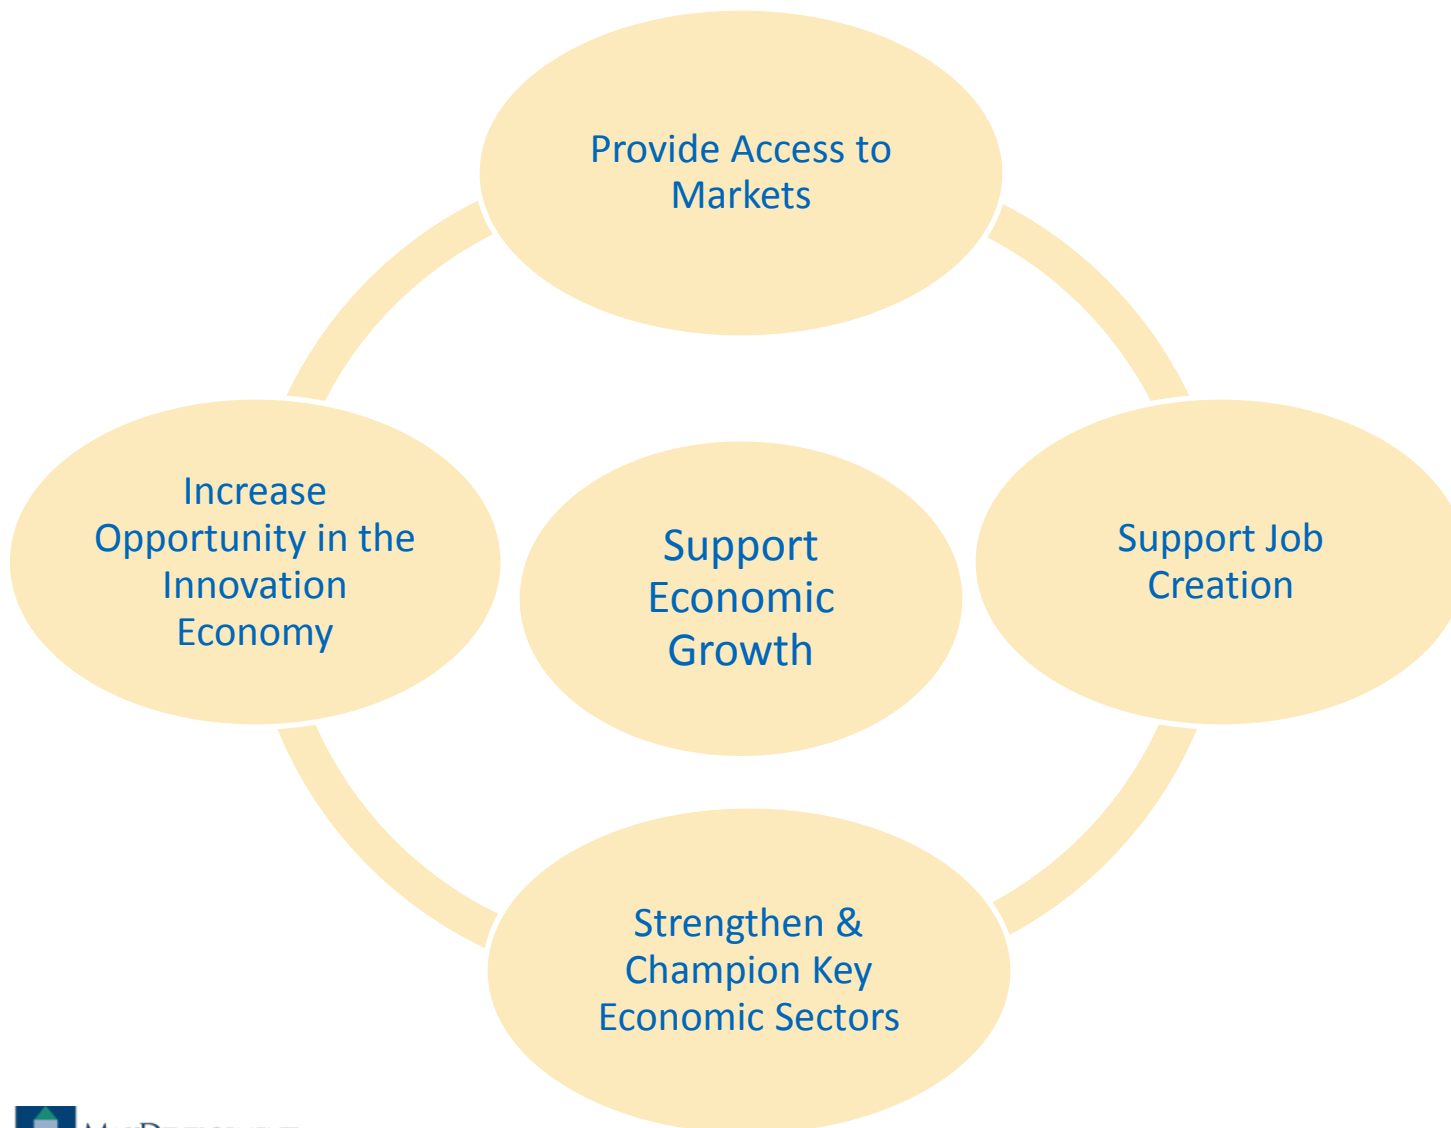 Provide Access to
Markets
Increase
Opportunity in the
Innovation
Economy
Support
Economic
Growth
Support Job
Creation
Strengthen &
Champion Key
Economic Sectors